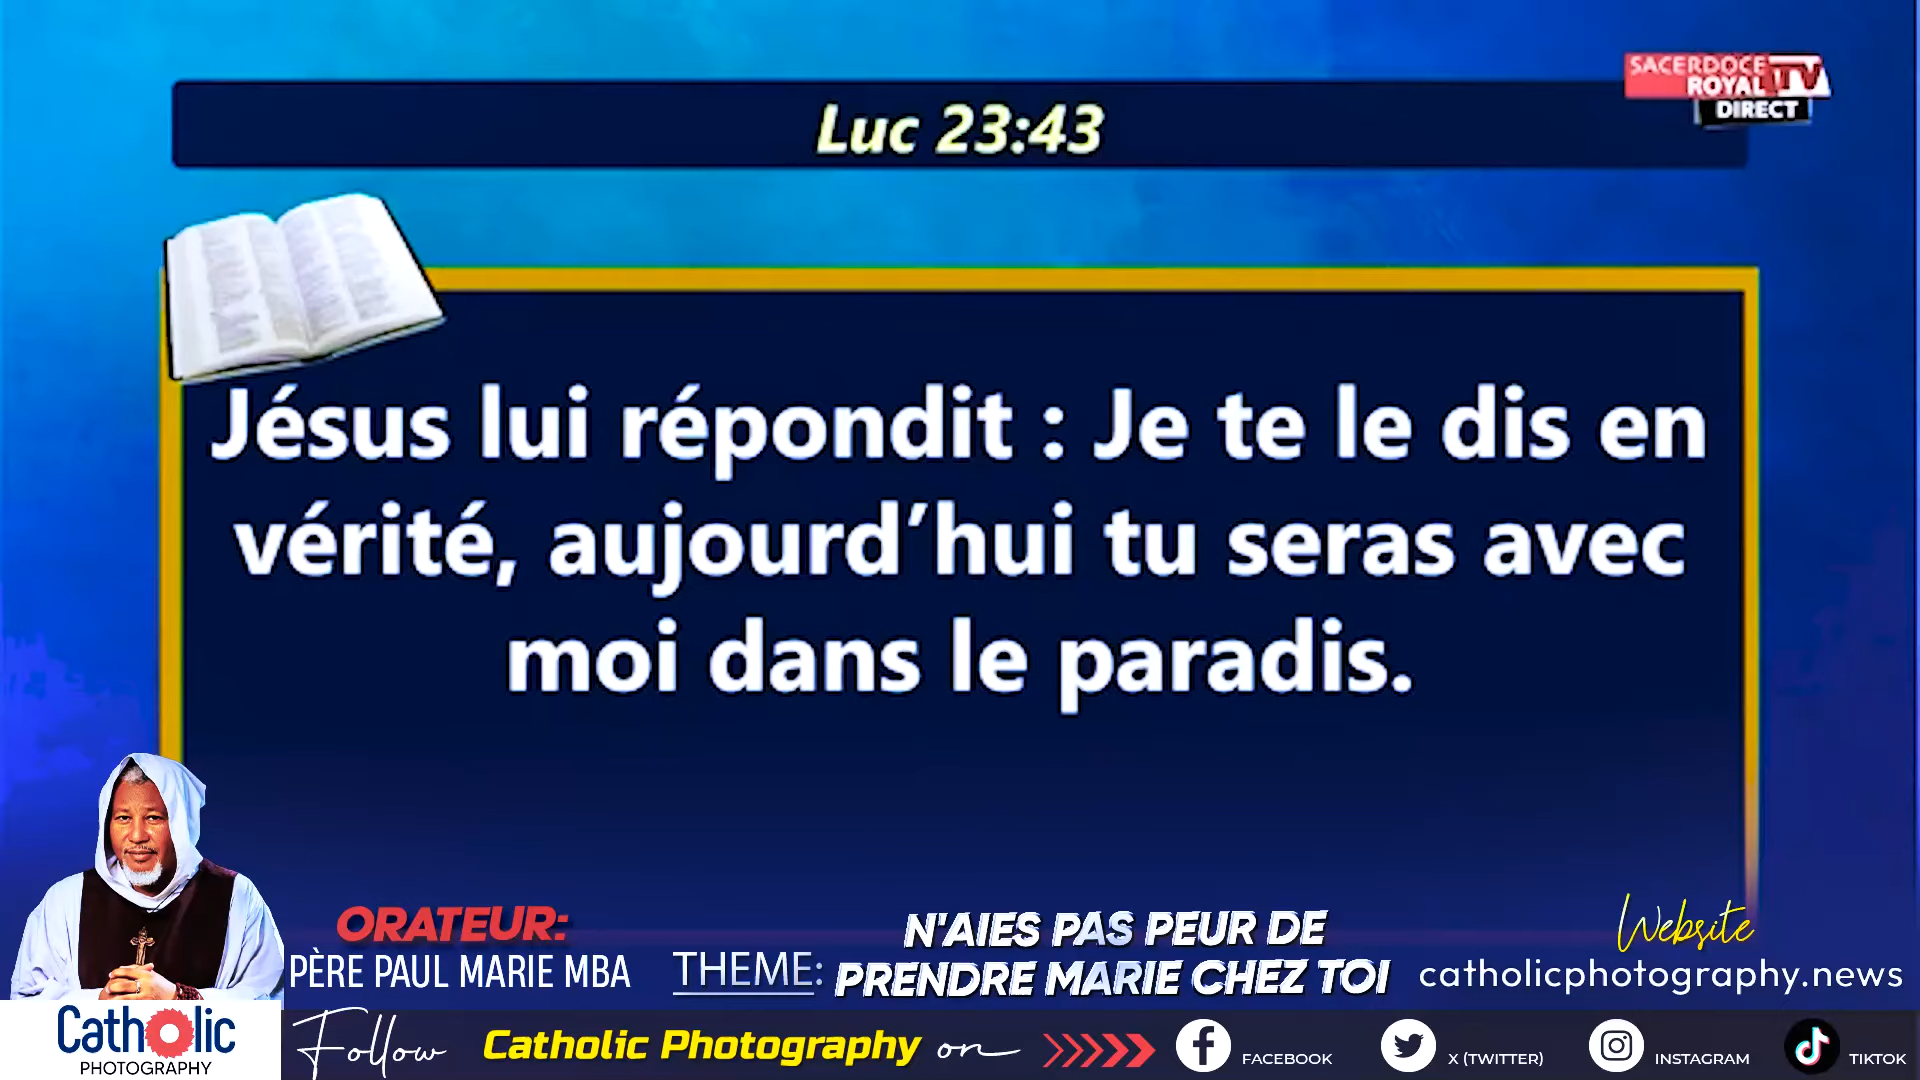 SACERDOCE
ROYAL TV
DIRECT
Luc 23:43
Jésus lui répondit : Je te le dis en
vérité, aujourd’hui tu seras avec
moi dans le paradis.
ORATEUR:
PÈRE PAUL MARIE MBA
THEME:
N'AIES PAS PEUR DE
PRENDRE MARIE CHEZ TOI
Website
catholicphotography.news
Catholic
PHOTOGRAPHY
Follow Catholic Photography on
FACEBOOK
X (TWITTER)
INSTAGRAM
TIKTOK